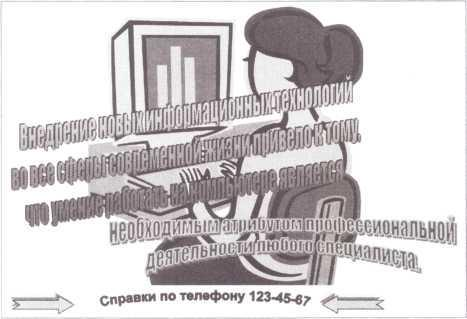 Внедрение новых информационных технологий
во все сферы современной жизни привело к тому,
что умение работать на компьютере является
необходимым атрибутом профессиональной
деятельности любого специалиста.
Справки по телефону 123-45-67